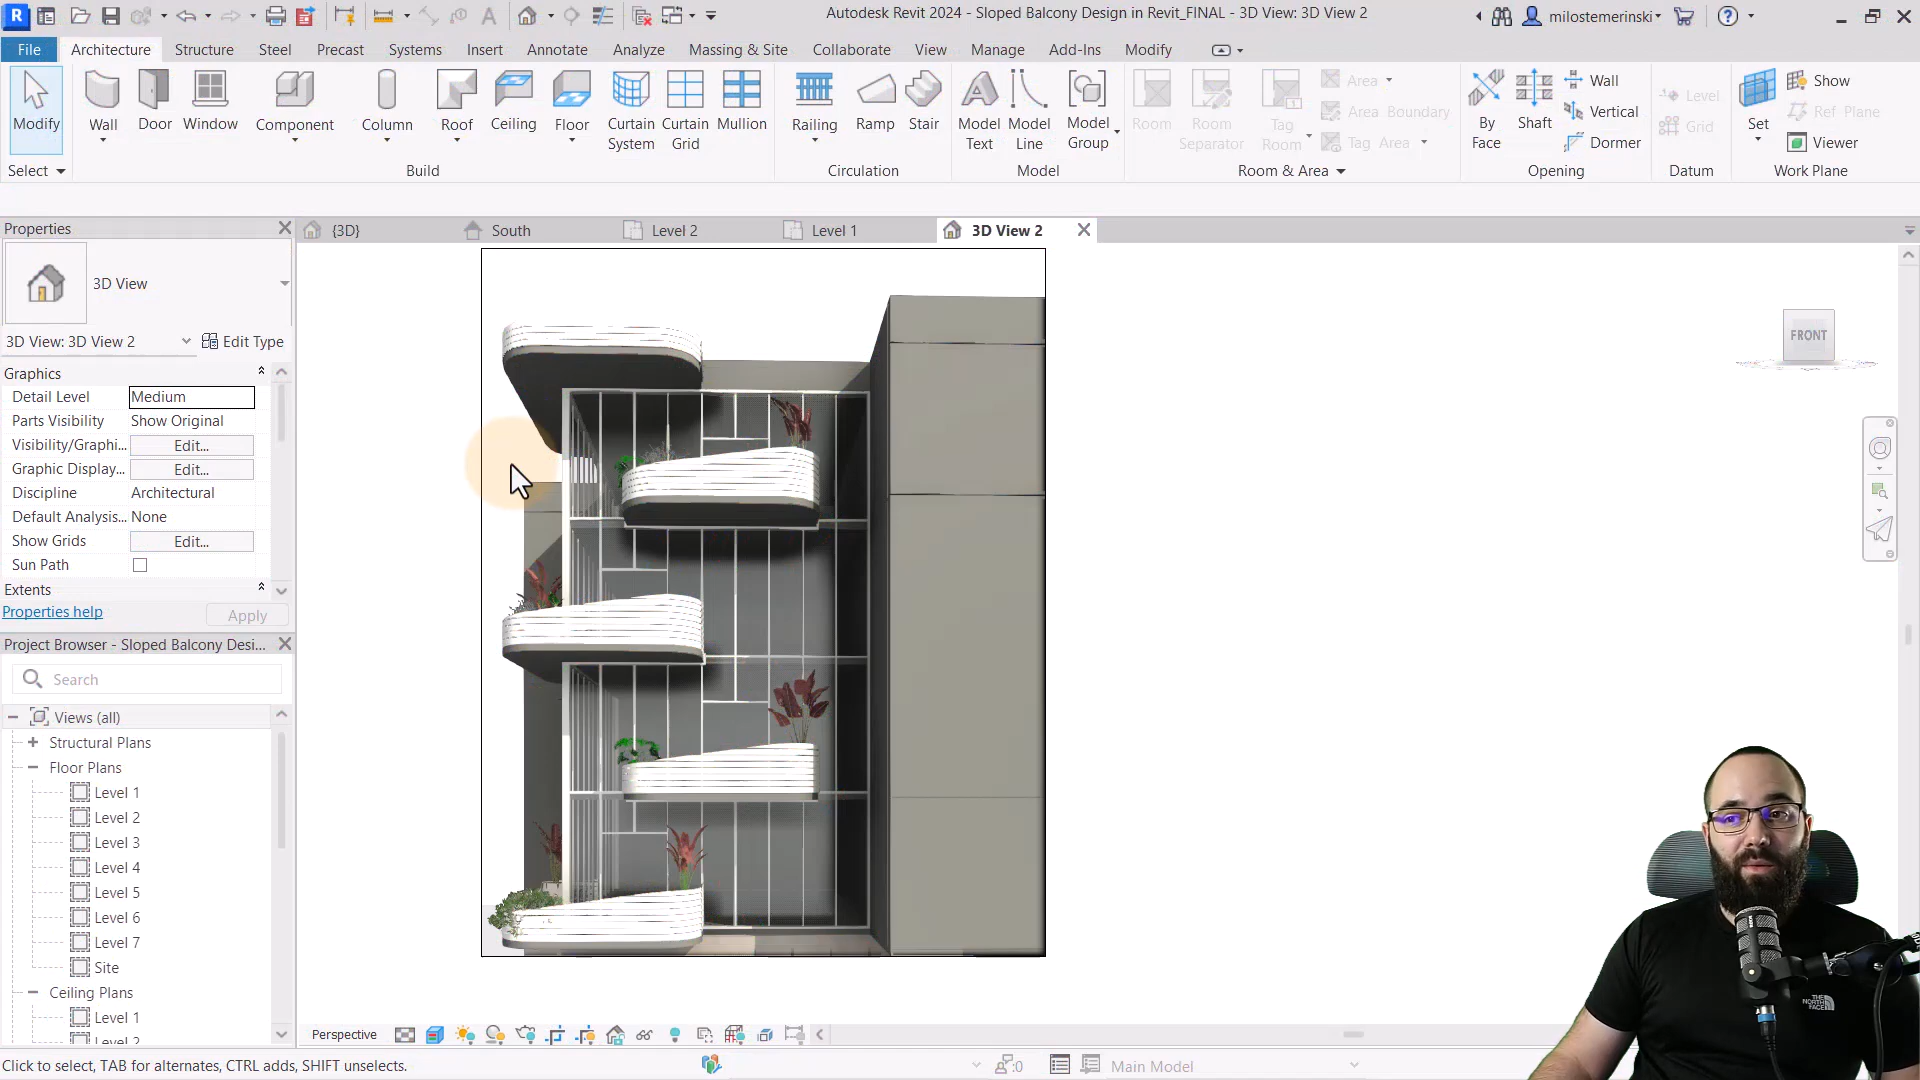 Autodesk Revit 2024 - Sloped Balcony Design in Revit_FINAL - 3D View: 3D View 2
milostemerinski
File
Architecture
Structure
Steel
Precast
Systems
Insert
Annotate
Analyze
Massing & Site
Collaborate
View
Manage
Add-Ins
Modify
Modify
Wall
Door
Window
Component
Column
Roof
Ceiling
Floor
Curtain
System
Curtain
Grid
Mullion
Railing
Ramp
Stair
Model
Text
Model
Line
Model
Group
Room
Room
Separator
Tag
Room
Area
Area Boundary
Tag Area
By
Face
Shaft
Wall
Vertical
Dormer
Level
Grid
Set
Show
Ref Plane
Viewer
Select
Build
Circulation
Model
Room & Area
Opening
Datum
Work Plane
Properties
{3D}
South
Level 2
Level 1
3D View 2
3D View
3D View: 3D View 2
Edit Type
Graphics
Detail Level Medium
Parts Visibility Show Original
Visibility/Graphi... Edit...
Graphic Display... Edit...
Discipline Architectural
Default Analysis... None
Show Grids Edit...
Sun Path
Extents
Properties help
Apply
Project Browser - Sloped Balcony Desi...
Search
Views (all)
Structural Plans
Floor Plans
Level 1
Level 2
Level 3
Level 4
Level 5
Level 6
Level 7
Site
Ceiling Plans
Level 1
Level 2
FRONT
THE
NORTH
FACE
Perspective
Click to select, TAB for alternates, CTRL adds, SHIFT unselects.
:0
Main Model